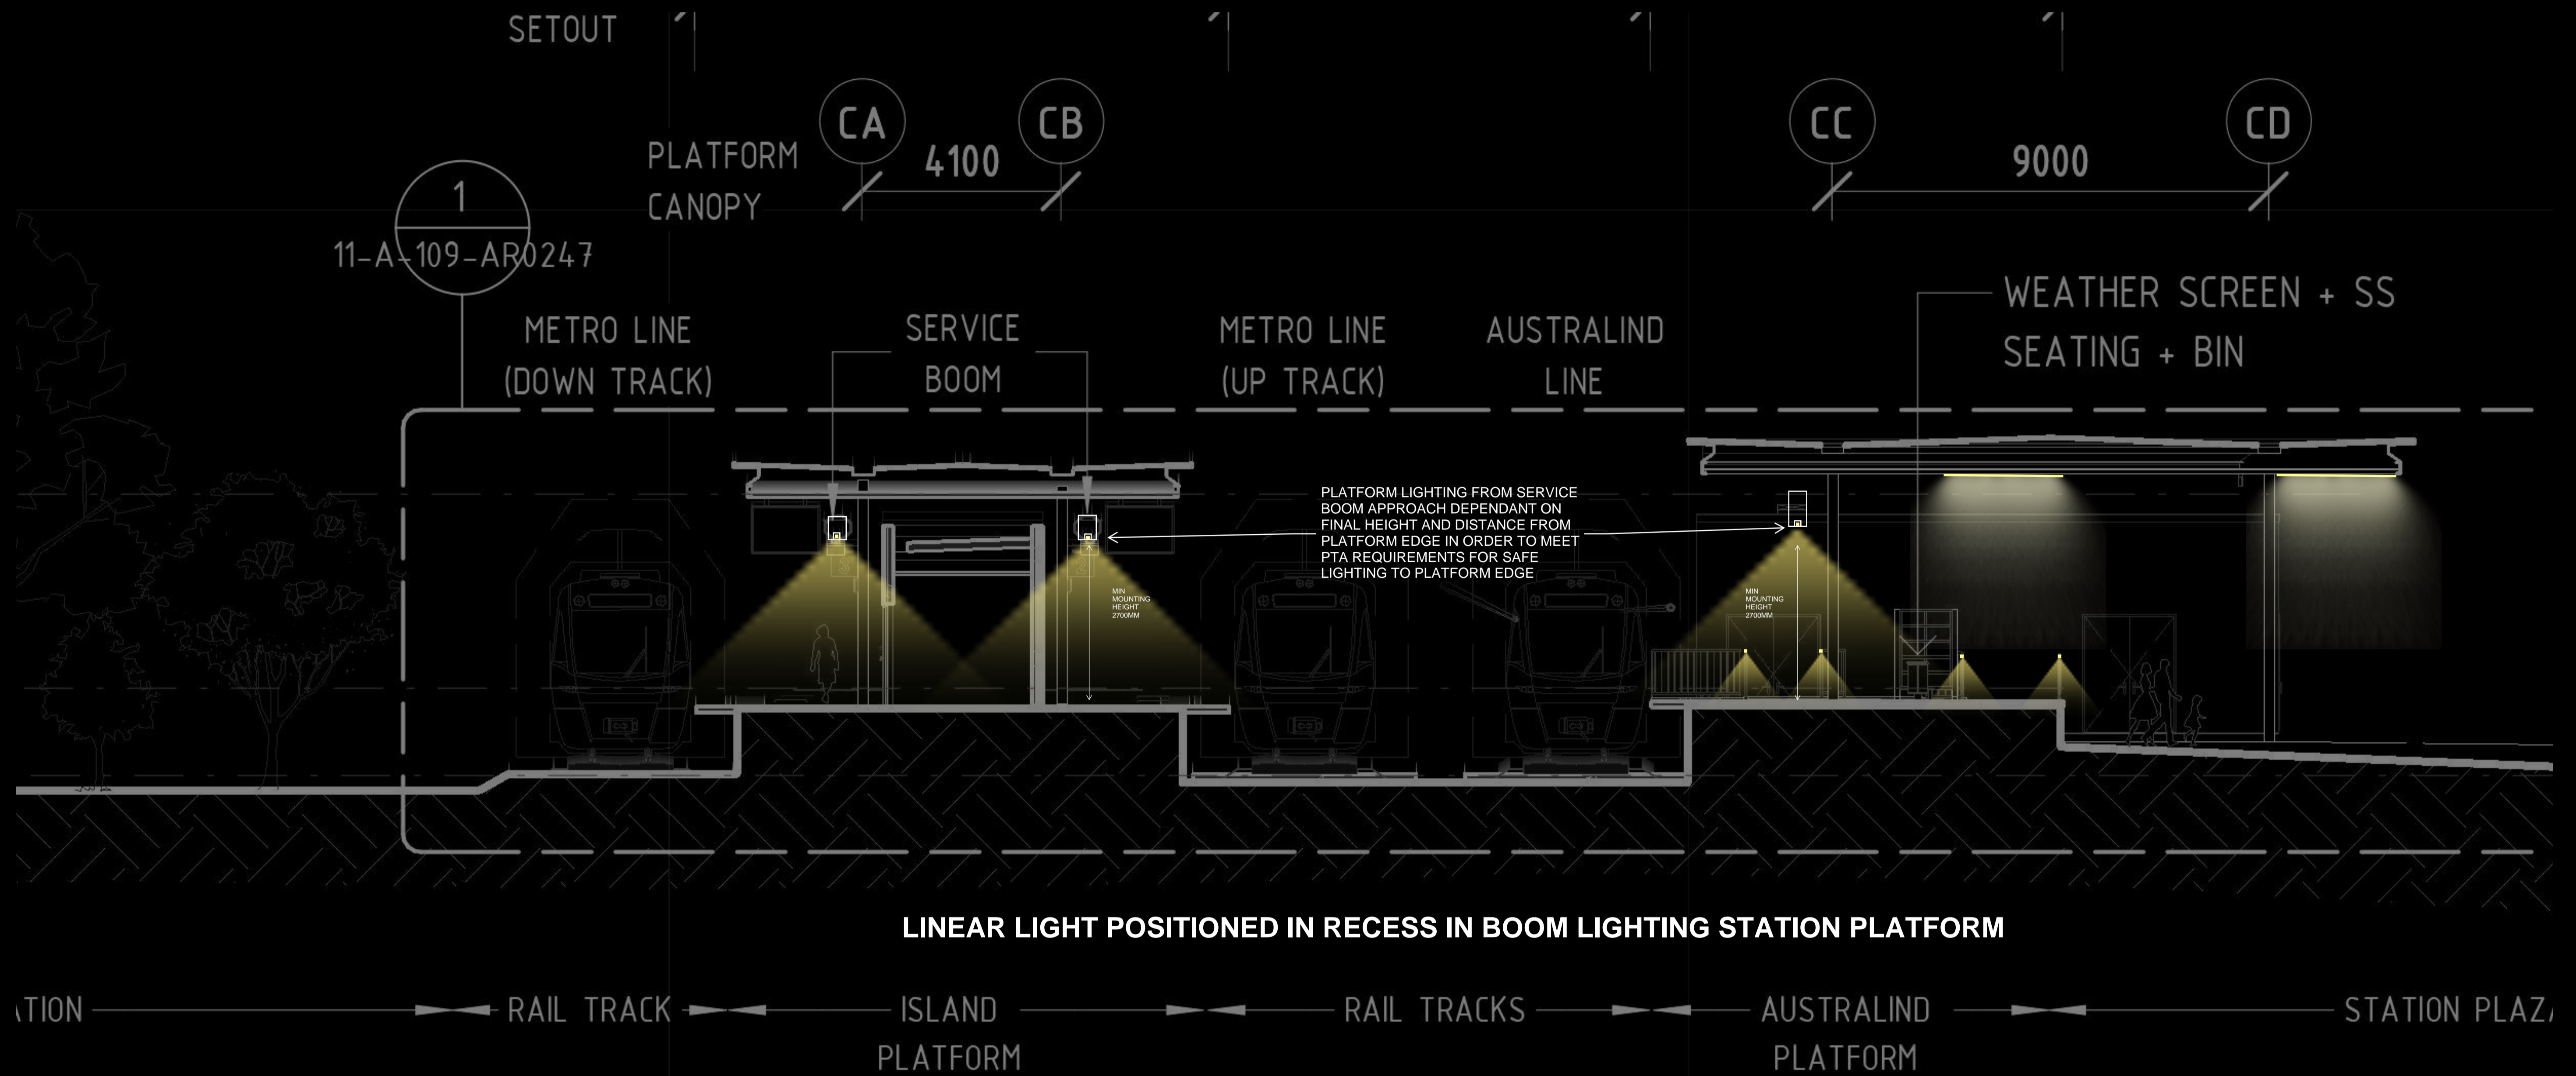 SETOUT
CA
CB
CC
CD
PLATFORM
CANOPY
4100
9000
1
11-A-109-AR0247
METRO LINE
(DOWN TRACK)
SERVICE
BOOM
METRO LINE
(UP TRACK)
AUSTRALIND
LINE
WEATHER SCREEN + SS
SEATING + BIN
PLATFORM LIGHTING FROM SERVICE
BOOM APPROACH DEPENDANT ON
FINAL HEIGHT AND DISTANCE FROM
PLATFORM EDGE IN ORDER TO MEET
PTA REQUIREMENTS FOR SAFE
LIGHTING TO PLATFORM EDGE
MIN
MOUNTING
HEIGHT
2700MM
MIN
MOUNTING
HEIGHT
2700MM
LINEAR LIGHT POSITIONED IN RECESS IN BOOM LIGHTING STATION PLATFORM
TION
RAIL TRACK
ISLAND
PLATFORM
RAIL TRACKS
AUSTRALIND
PLATFORM
STATION PLAZ